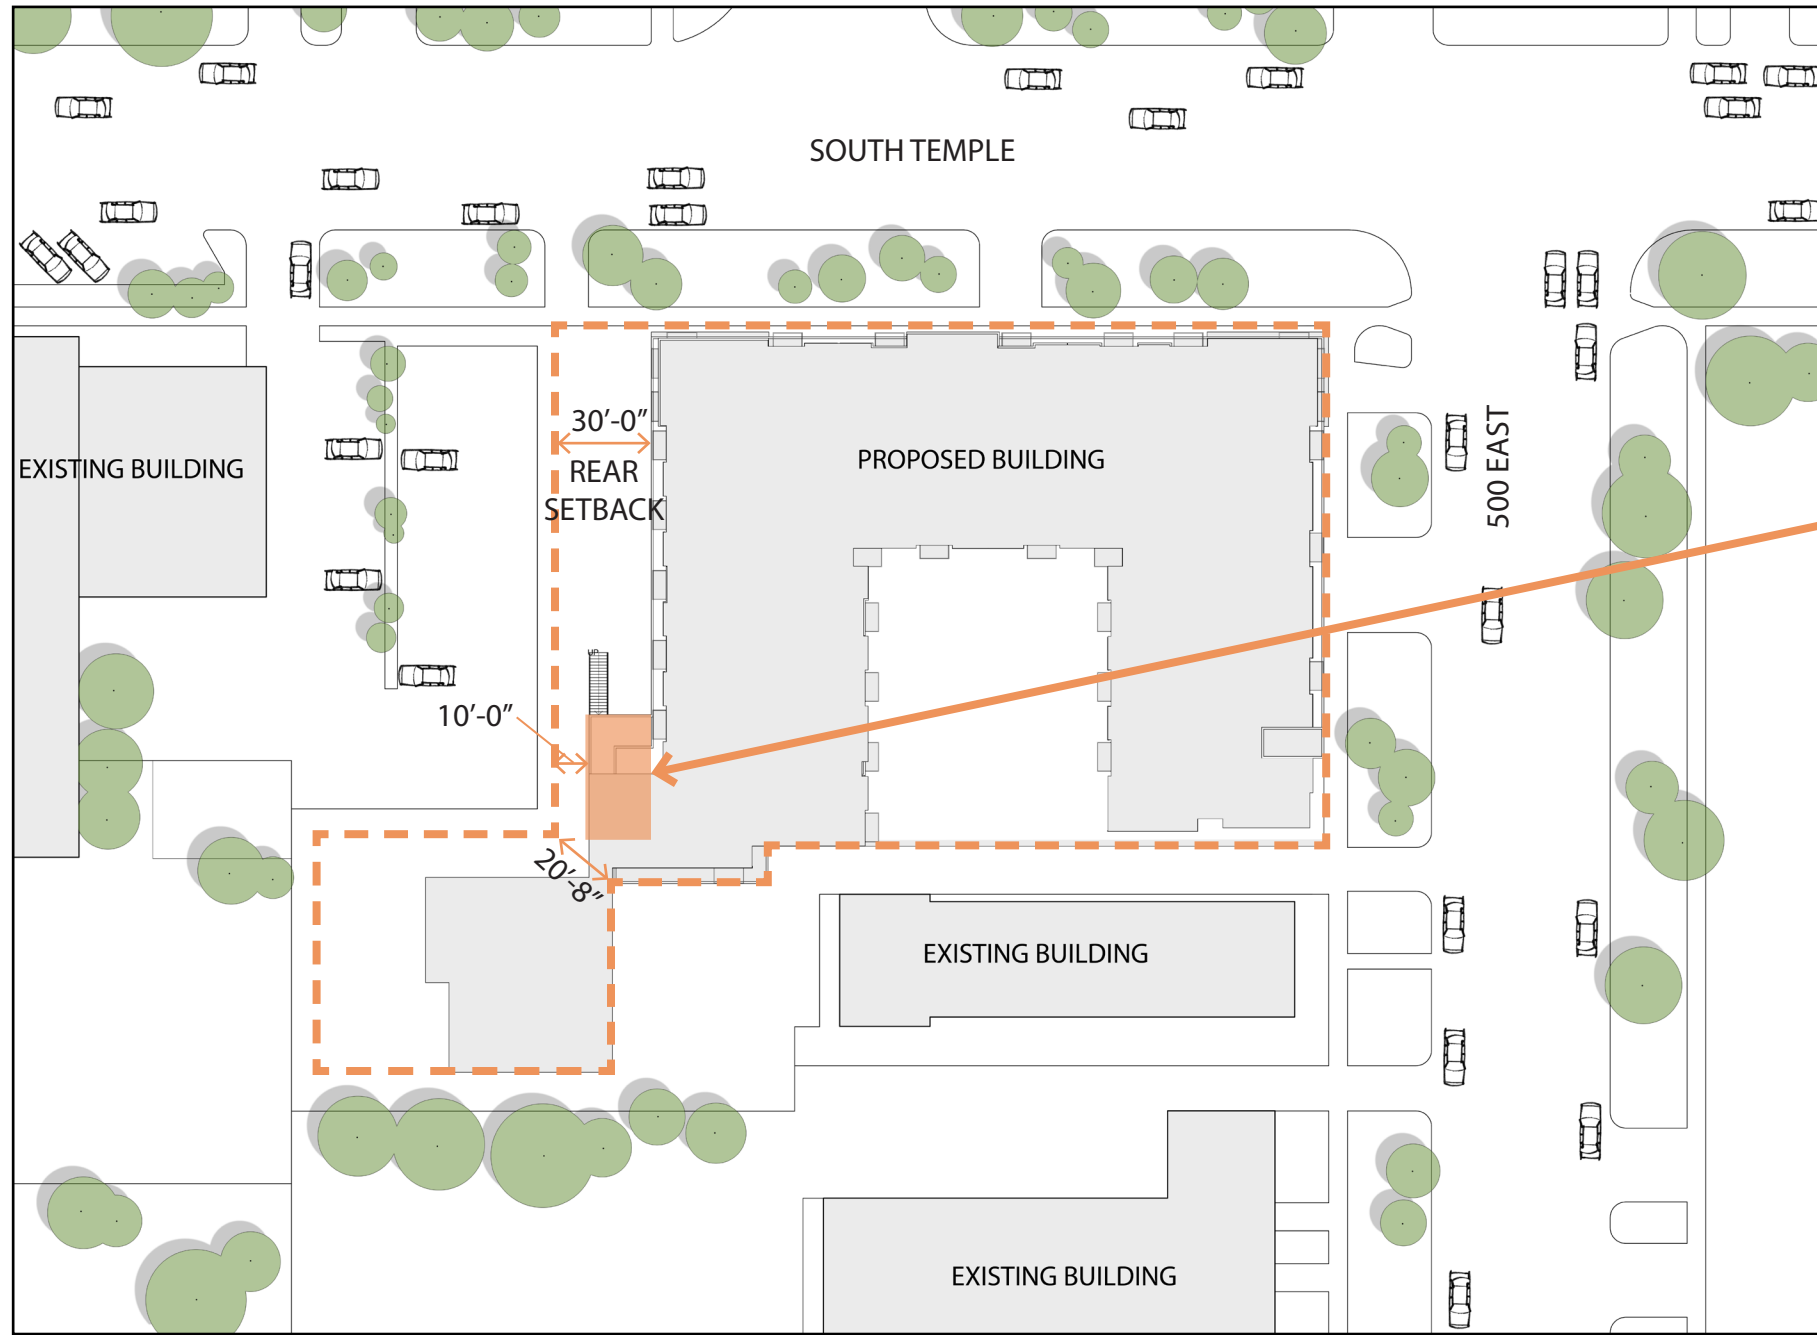 SOUTH TEMPLE
30’-0”
REAR
SETBACK
EXISTING BUILDING
PROPOSED BUILDING
500 EAST
UP
10’-0”
20’-8”
EXISTING BUILDING
EXISTING BUILDING